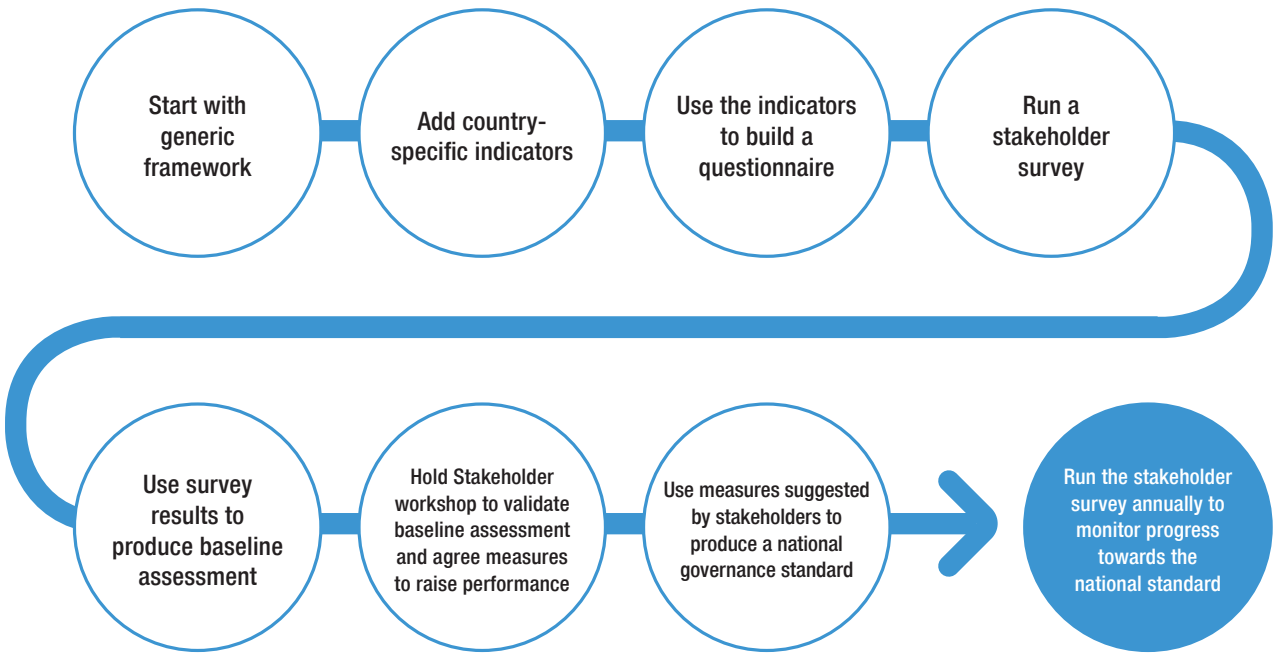 Start with
generic
framework
Add country-
specific indicators
Use the indicators
to build a
questionnaire
Run a
stakeholder
survey
Use survey
results to
produce baseline
assessment
Hold Stakeholder
workshop to validate
baseline assessment
and agree measures
to raise performance
Use measures suggested
by stakeholders to
produce a national
governance standard
Run the stakeholder
survey annually to
monitor progress
towards the
national standard